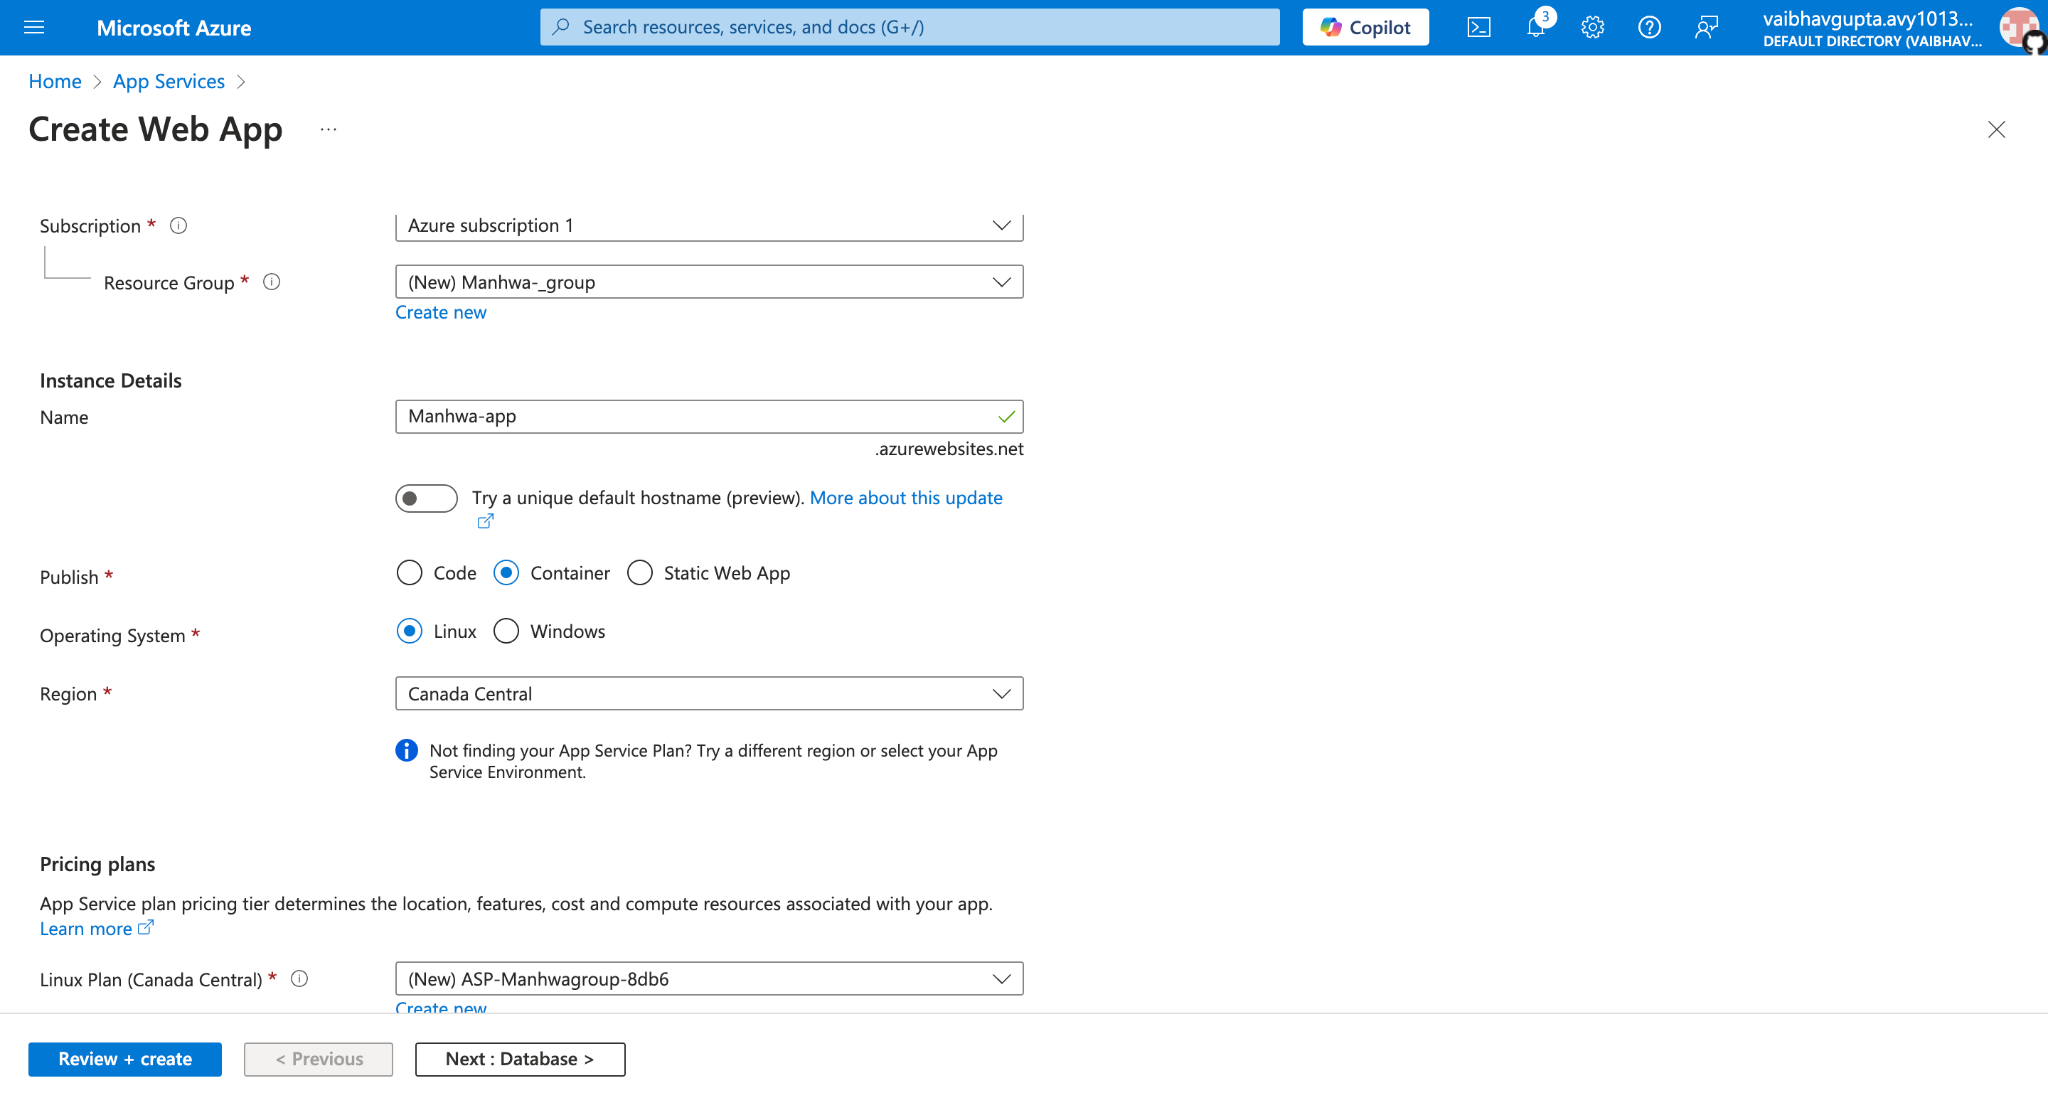 Microsoft Azure
Search resources, services, and docs (G+/)
Copilot
3
vaibhavgupta.avy1013...
DEFAULT DIRECTORY (VAIBHAV...
Home > App Services >
Create Web App ...
Subscription *
Azure subscription 1
Resource Group *
(New) Manhwa-_group
Create new
Instance Details
Name
Manhwa-app
.azurewebsites.net
Try a unique default hostname (preview). More about this update
Publish *
Code Container Static Web App
Operating System *
Linux Windows
Region *
Canada Central
Not finding your App Service Plan? Try a different region or select your App
Service Environment.
Pricing plans
App Service plan pricing tier determines the location, features, cost and compute resources associated with your app.
Learn more
Linux Plan (Canada Central) *
(New) ASP-Manhwagroup-8db6
Create new
Review + create
< Previous
Next : Database >